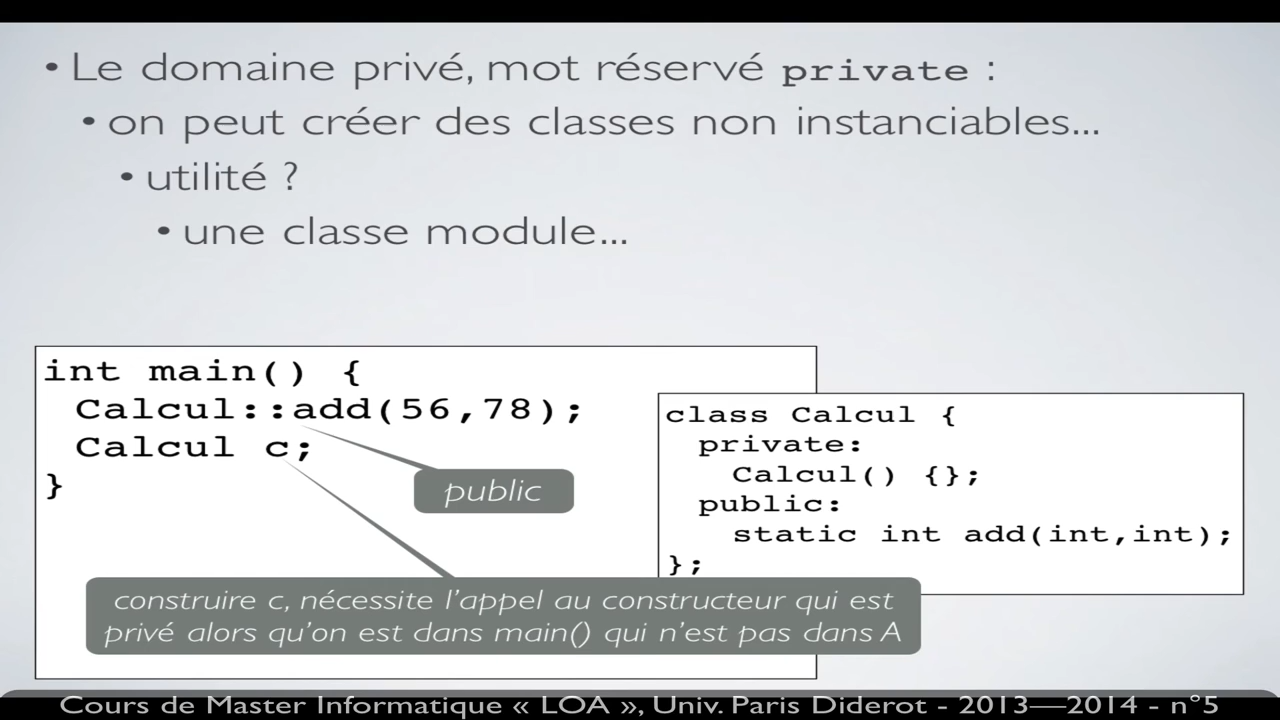 • Le domaine privé, mot réservé private :
• on peut créer des classes non instanciables...
• utilité ?
• une classe module...
int main() {
Calcul::add(56,78);
Calcul c;
}
public
construire c, nécessite l'appel au constructeur qui est
privé alors qu'on est dans main() qui n'est pas dans A
class Calcul {
private:
Calcul() {};
public:
static int add(int,int);
};
Cours de Master Informatique « LOA », Univ. Paris Diderot - 2013—2014 - n°5